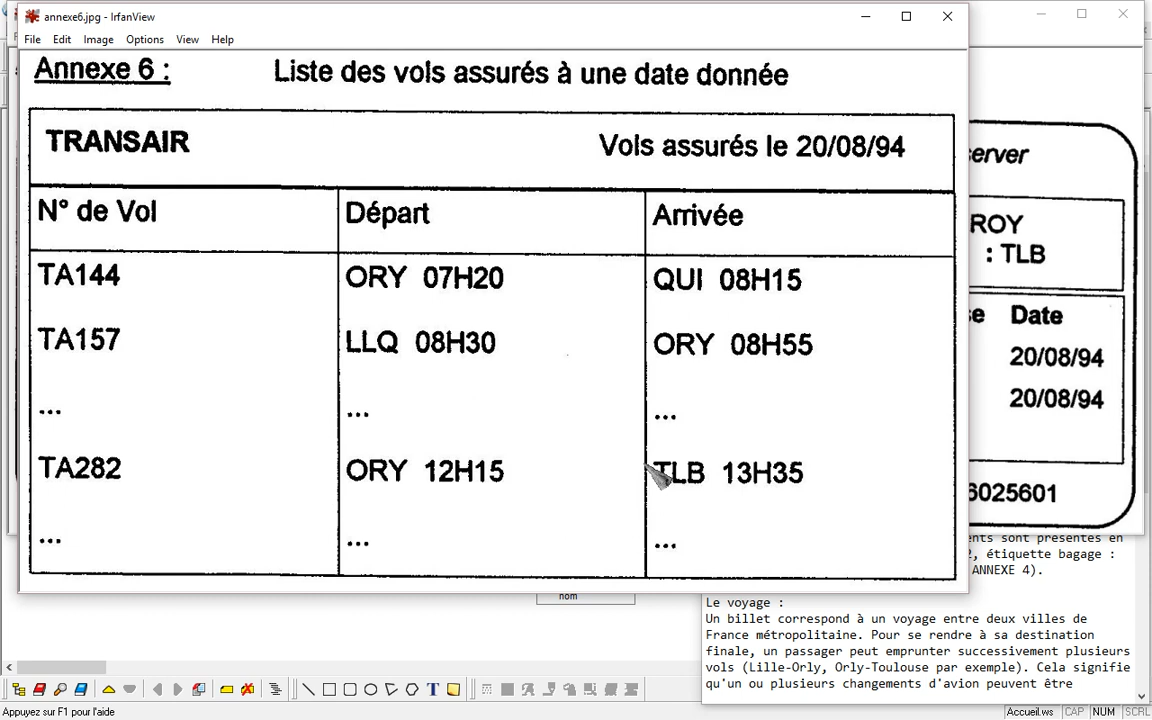 annexe6.jpg - IrfanView
File Edit Image Options View Help
Annexe 6 : Liste des vols assurés à une date donnée
TRANSAIR Vols assurés le 20/08/94
N° de Vol Départ Arrivée
TA144 ORY 07H20 QUI 08H15
TA157 LLQ 08H30 ORY 08H55
... ... ...
TA282 ORY 12H15 TLB 13H35
... ... ...
erver
ROY
: TLB
se Date
20/08/94
20/08/94
6025601
nts sont présentés en
2, étiquette bagage :
ANNEXE 4).
Le voyage :
Un billet correspond à un voyage entre deux villes de
France métropolitaine. Pour se rendre à sa destination
finale, un passager peut emprunter successivement plusieurs
vols (Lille-Orly, Orly-Toulouse par exemple). Cela signifie
qu'un ou plusieurs changements d'avion peuvent être
nom
T
Appuyez sur F1 pour l'aide
Accueil.ws CAP NUM SCRL